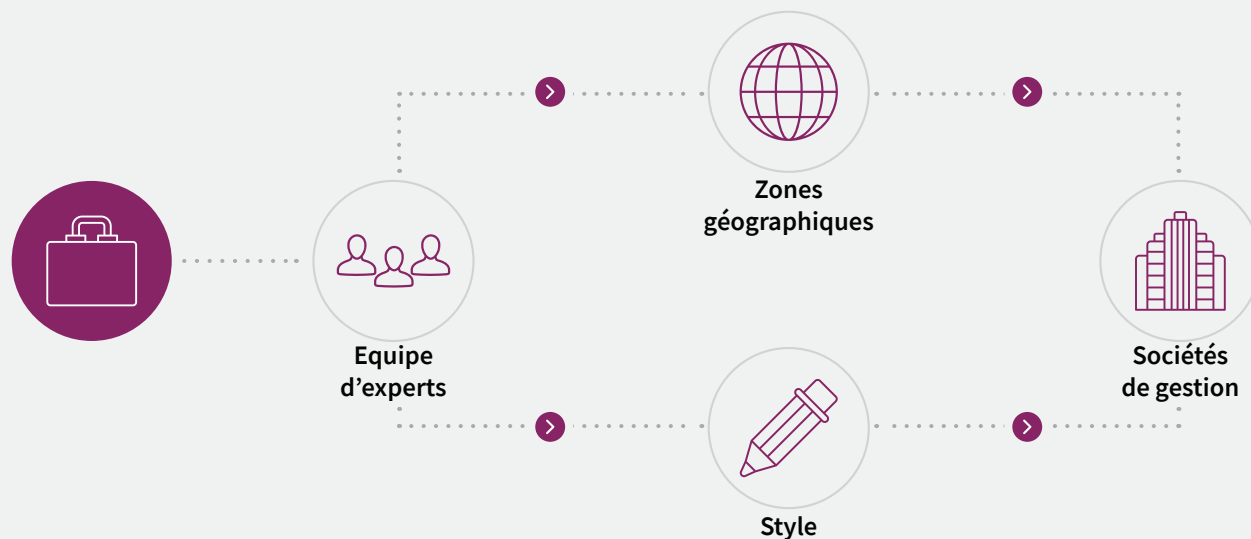 Zones
géographiques
Equipe
d’experts
Sociétés
de gestion
Style